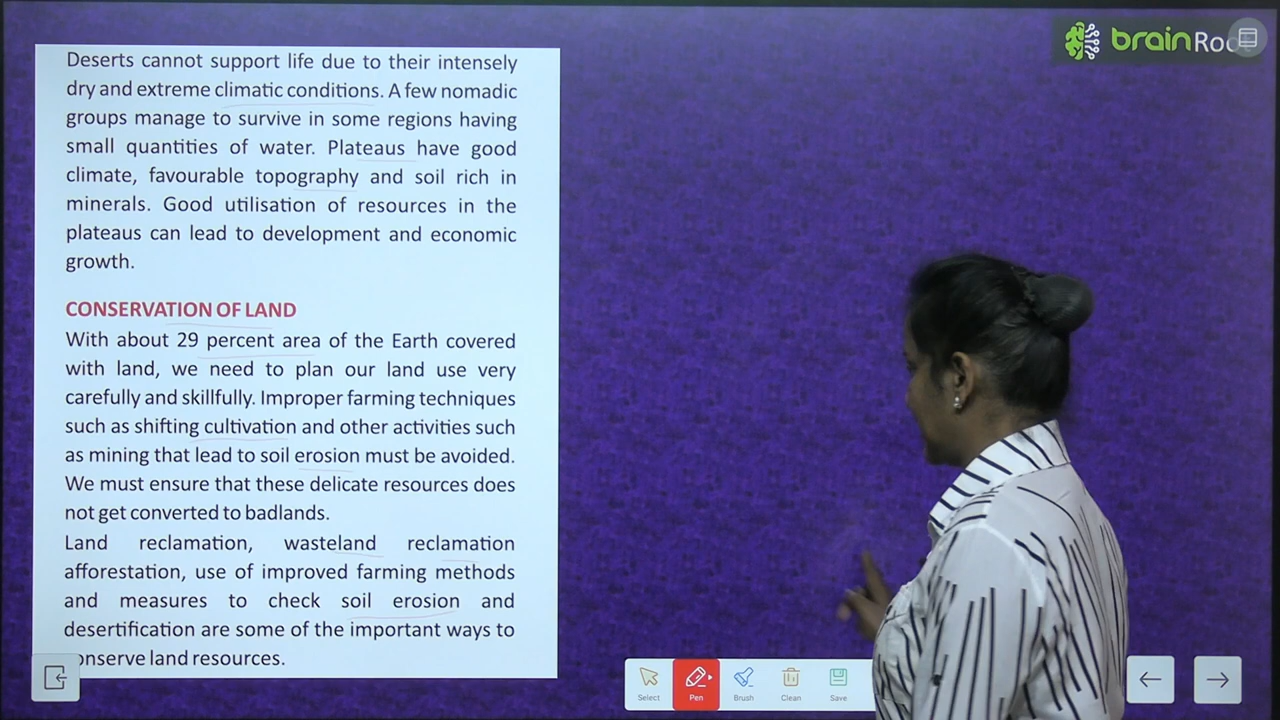 Deserts cannot support life due to their intensely
dry and extreme climatic conditions. A few nomadic
groups manage to survive in some regions having
small quantities of water. Plateaus have good
climate, favourable topography and soil rich in
minerals. Good utilisation of resources in the
plateaus can lead to development and economic
growth.
CONSERVATION OF LAND
With about 29 percent area of the Earth covered
with land, we need to plan our land use very
carefully and skillfully. Improper farming techniques
such as shifting cultivation and other activities such
as mining that lead to soil erosion must be avoided.
We must ensure that these delicate resources does
not get converted to badlands.
Land reclamation, wasteland reclamation
afforestation, use of improved farming methods
and measures to check soil erosion and
desertification are some of the important ways to
onserve land resources.
brain
Select Pen Brush Clean Save